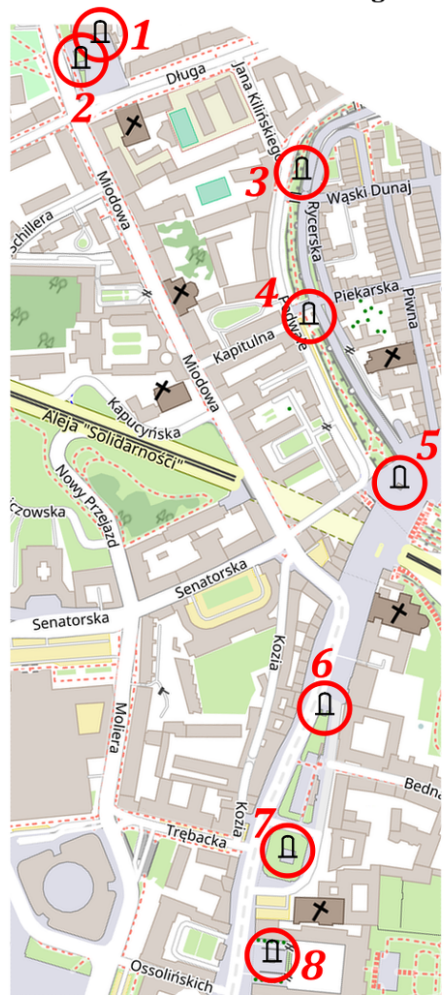 1
2
Długa
Jana Kilińskiego
3
Wąski Dunaj
Rycerska
Miodowa
Schillera
4
Piekarska
Podwale
Piwna
Kapitulna
Miodowa
Kapucyńska
Aleja "Solidarności"
5
Nowy Przejazd
Senatorska
Senatorska
Kozia
6
Moliera
Kozia
7
Trębacka
8
Ossolińskich